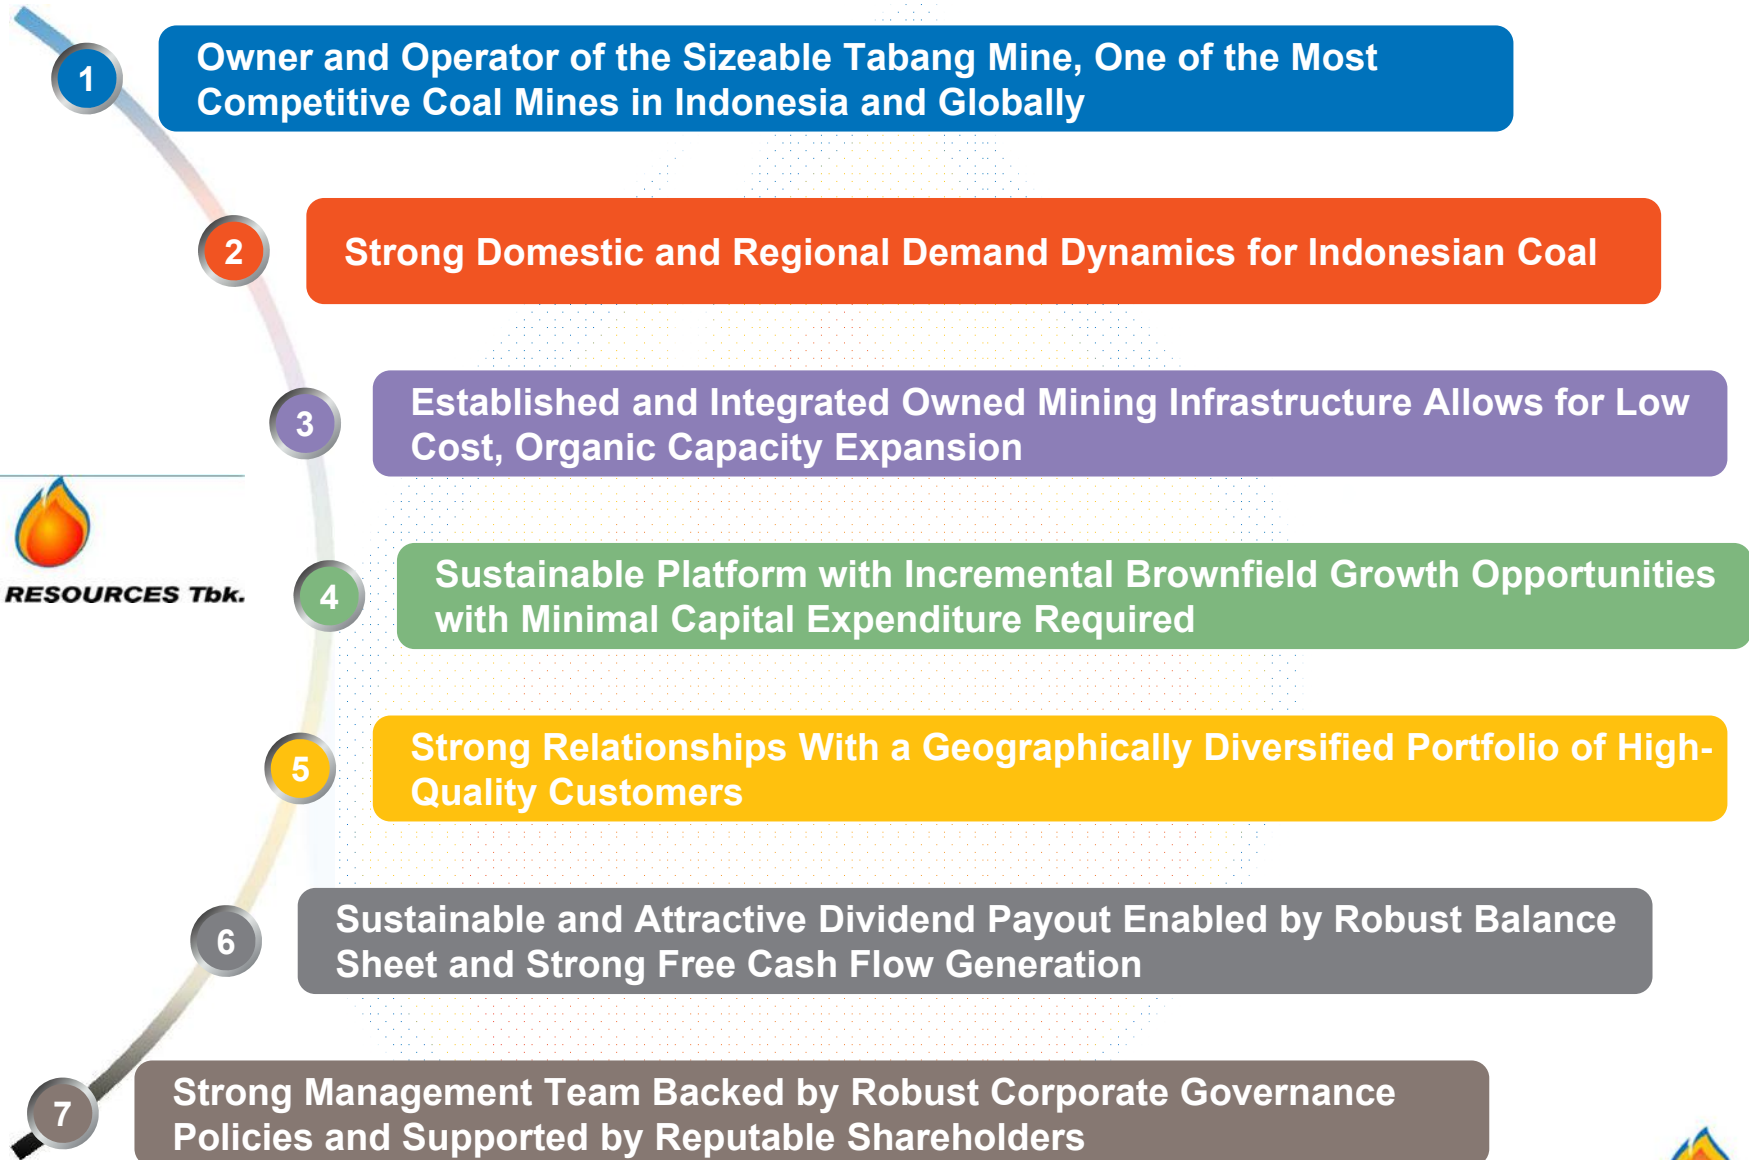 1
Owner and Operator of the Sizeable Tabang Mine, One of the Most
Competitive Coal Mines in Indonesia and Globally
2
Strong Domestic and Regional Demand Dynamics for Indonesian Coal
3
Established and Integrated Owned Mining Infrastructure Allows for Low
Cost, Organic Capacity Expansion
RESOURCES Tbk.
4
Sustainable Platform with Incremental Brownfield Growth Opportunities
with Minimal Capital Expenditure Required
5
Strong Relationships With a Geographically Diversified Portfolio of High-
Quality Customers
6
Sustainable and Attractive Dividend Payout Enabled by Robust Balance
Sheet and Strong Free Cash Flow Generation
7
Strong Management Team Backed by Robust Corporate Governance
Policies and Supported by Reputable Shareholders